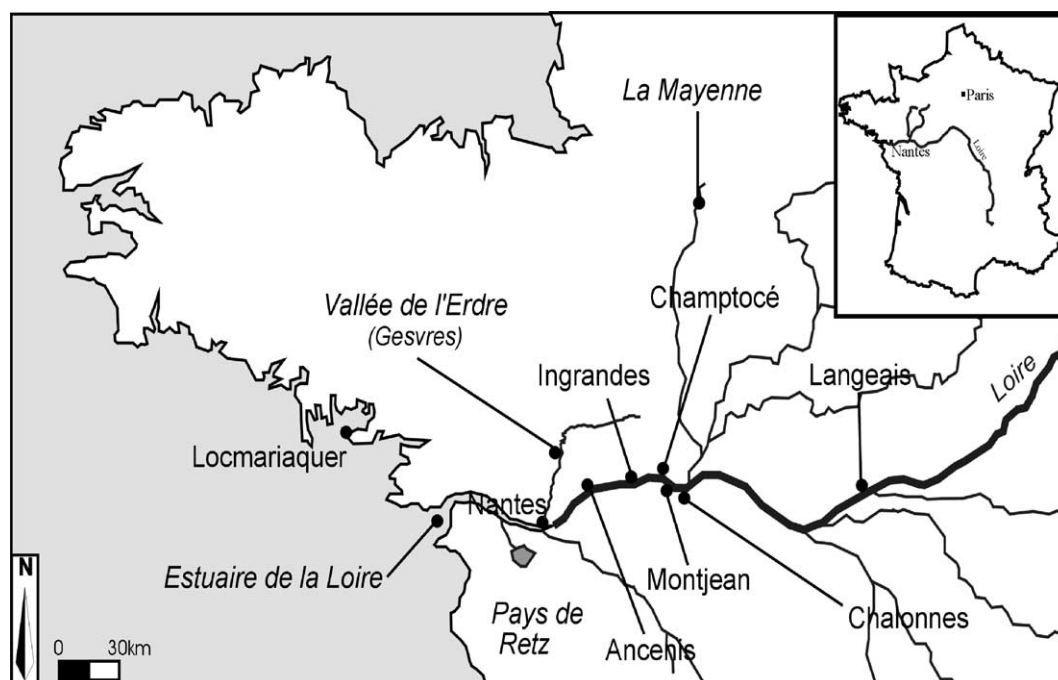 La Mayenne
Paris
Nantes
Loire
Champtocé
Vallée de l'Erdre
(Gesvres)
Ingrandes
Langeais
Loire
Locmariaquer
Nantes
Estuaire de la Loire
Montjean
Pays de
Retz
Chalonnes
Ancenis
N
0 30km